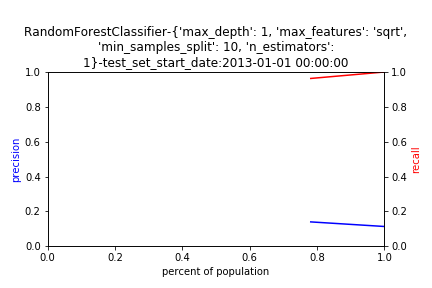 RandomForestClassifier-{'max_depth': 1, 'max_features': 'sqrt',
'min_samples_split': 10, 'n_estimators':
1}-test_set_start_date:2013-01-01 00:00:00
1.0
0.8
0.6
0.4
0.2
0.0
precision
1.0
0.8
0.6
0.4
0.2
0.0
recall
0.0 0.2 0.4 0.6 0.8 1.0
percent of population